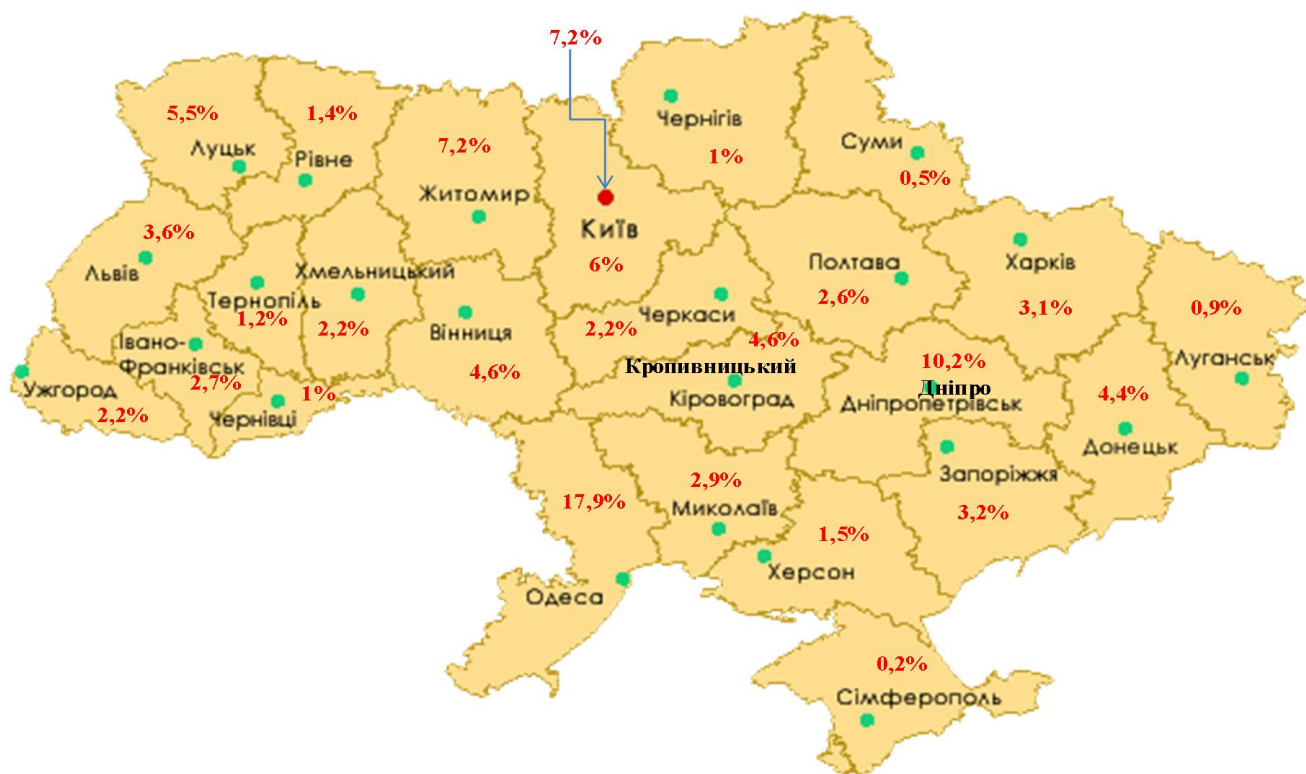 7,2%
5,5%
Луцьк
1,4%
Рівне
7,2%
Житомир
Київ
6%
Чернігів
1%
Суми
0,5%
3,6%
Львів
Тернопіль
1,2%
Хмельницький
2,2%
Вінниця
4,6%
2,2%
Черкаси
4,6%
Полтава
2,6%
Харків
3,1%
0,9%
Луганськ
Івано-
Франківськ
2,7%
Ужгород
2,2%
1%
Чернівці
Кропивницький
Кіровоград
10,2%
Дніпро
Дніпропетрівськ
4,4%
Донецьк
17,9%
Одеса
2,9%
Миколаїв
1,5%
Херсон
Запоріжжя
3,2%
0,2%
Сімферополь